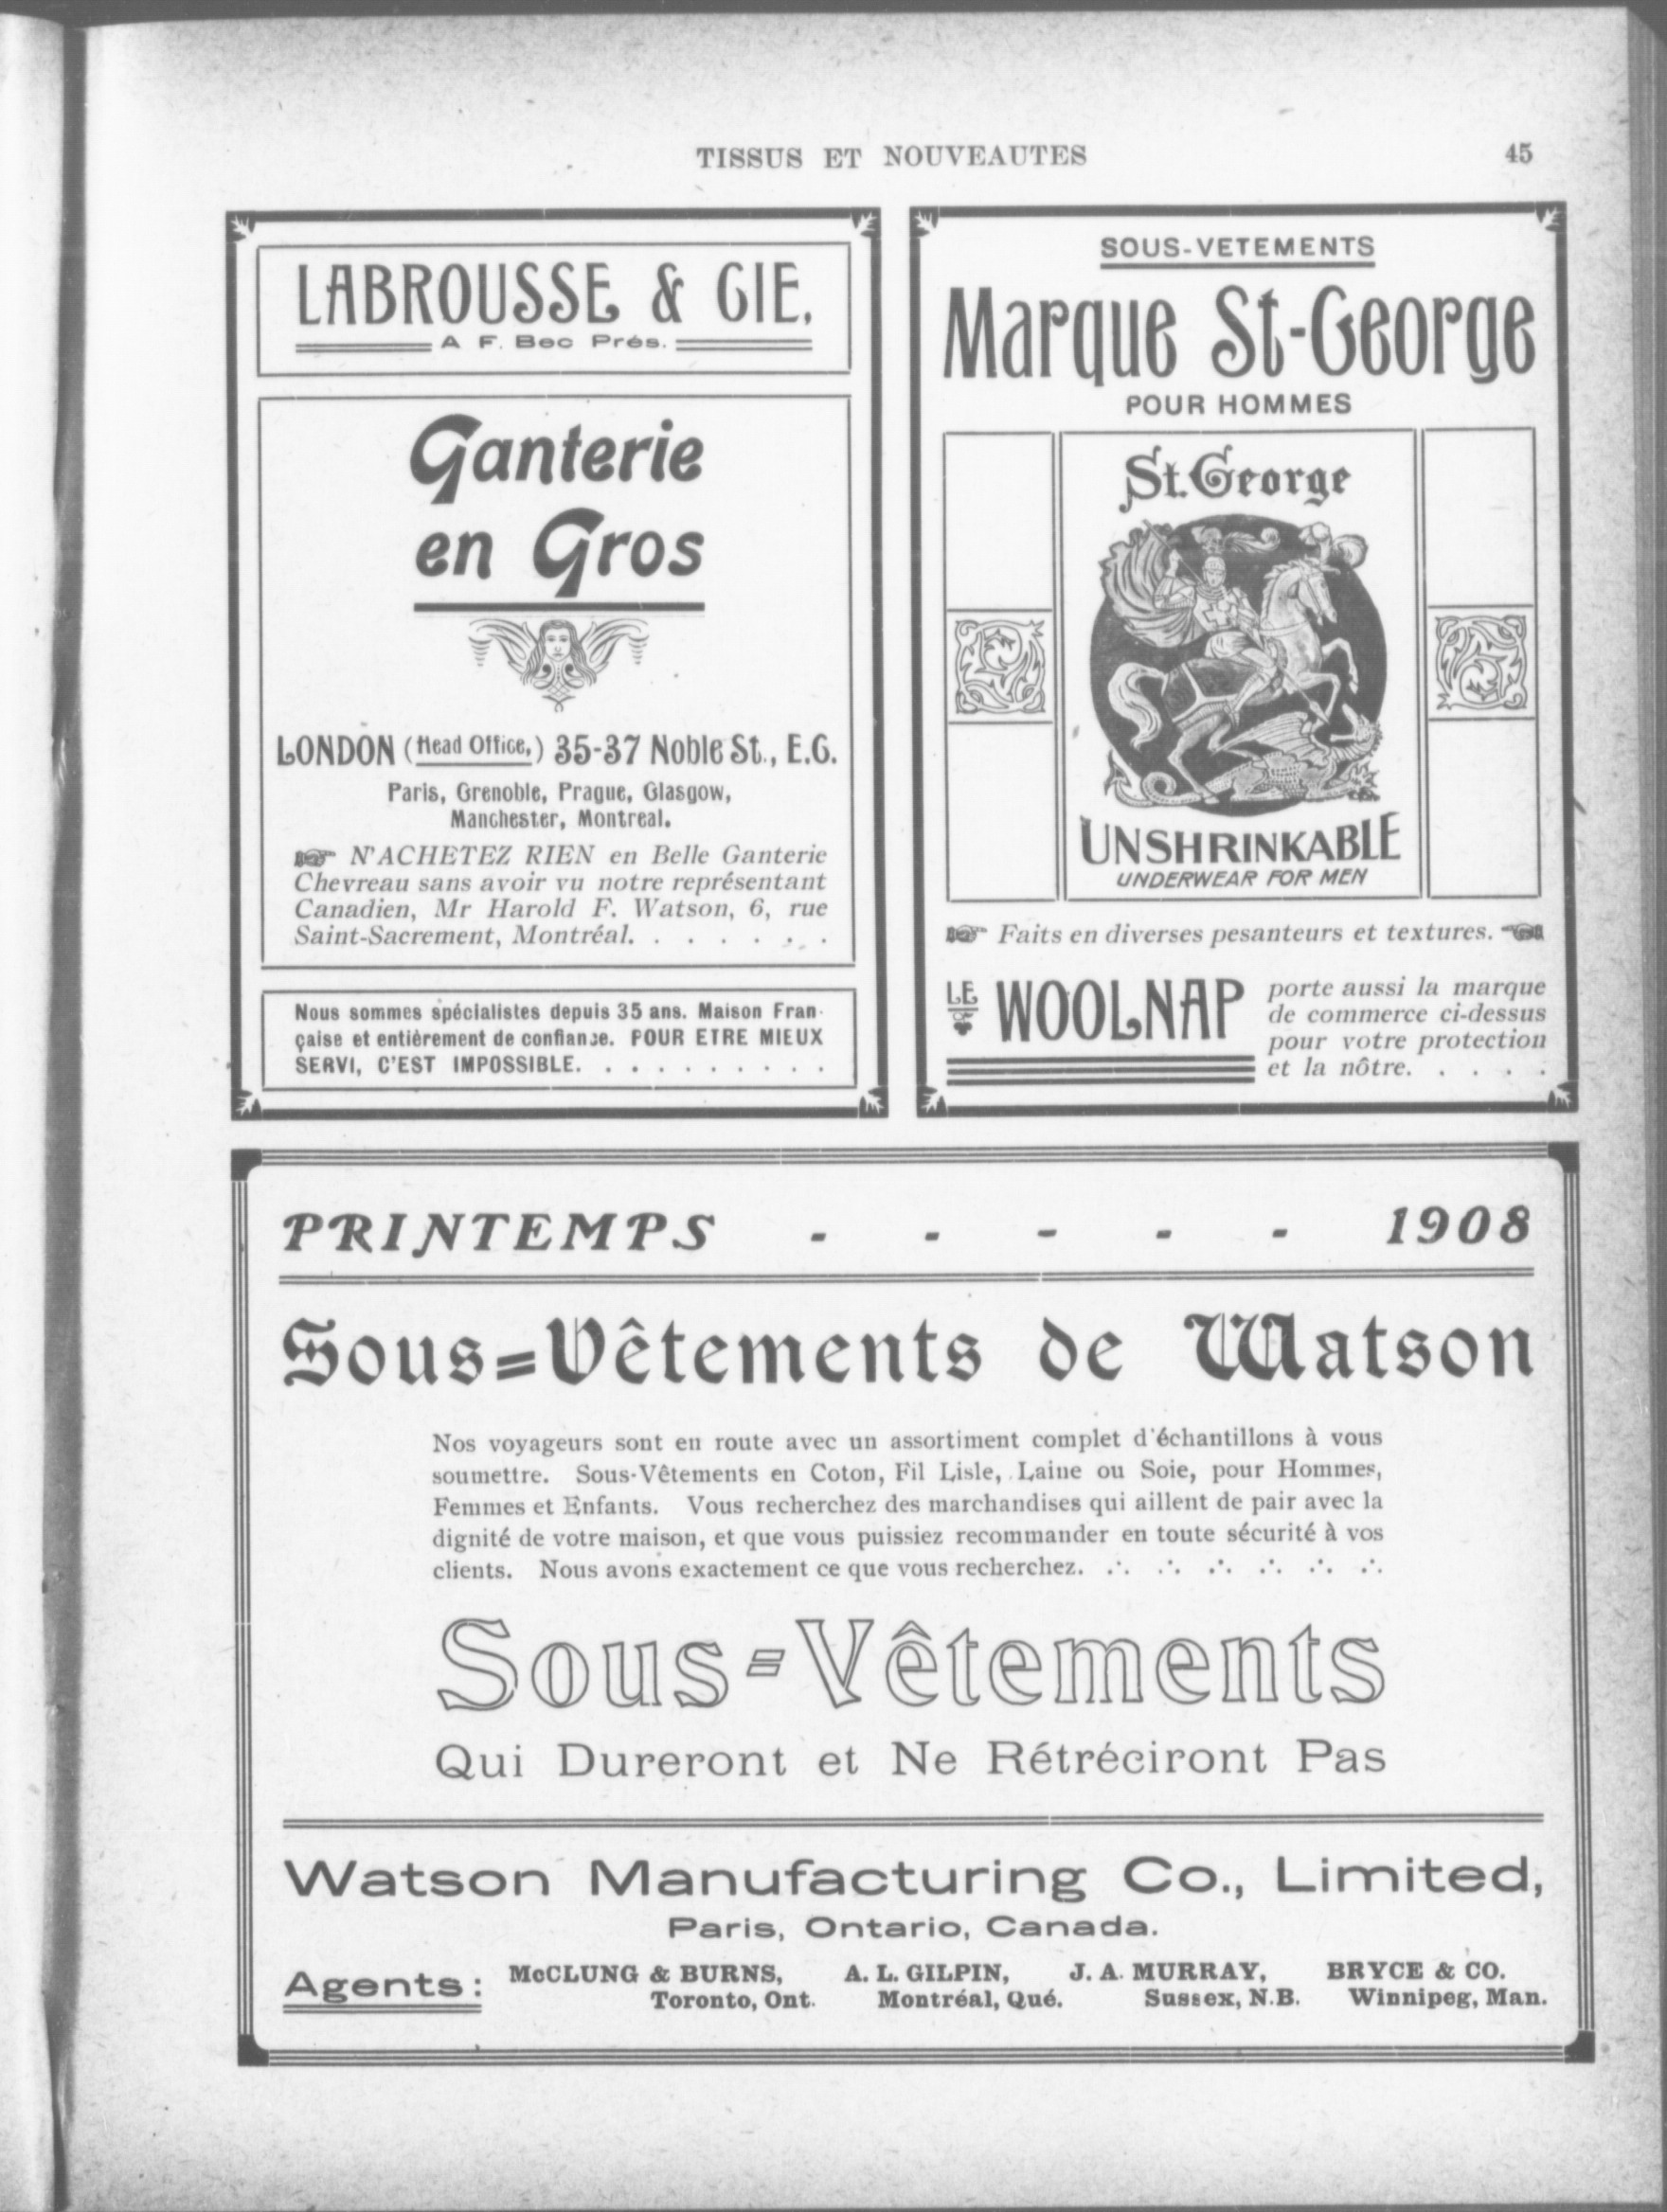 TISSUS ET NOUVEAUTES 45
LABROUSSE & CIE,
A F. Bec Prés.
Ganterie
en Gros
LONDON (Head Office,) 35-37 Noble St., E.C.
Paris, Grenoble, Prague, Glasgow,
Manchester, Montreal.
N'ACHETEZ RIEN en Belle Ganterie
Chevreau sans avoir vu notre représentant
Canadien, Mr Harold F. Watson, 6, rue
Saint-Sacrement, Montréal. . . . . . . .
Nous sommes spécialistes depuis 35 ans. Maison Fran-
çaise et entièrement de confiance. POUR ETRE MIEUX
SERVI, C'EST IMPOSSIBLE. . . . . . . . . .
SOUS-VETEMENTS
Marque St-George
POUR HOMMES
St. George
UNSHRINKABLE
UNDERWEAR FOR MEN
Faits en diverses pesanteurs et textures.
LE WOOLNAP
porte aussi la marque
de commerce ci-dessus
pour votre protection
et la nôtre. . . . .
PRINTEMPS - - - - - 1908
Sous=Vêtements de Watson
Nos voyageurs sont en route avec un assortiment complet d'échantillons à vous
soumettre. Sous-Vêtements en Coton, Fil Lisle, Laine ou Soie, pour Hommes,
Femmes et Enfants. Vous recherchez des marchandises qui aillent de pair avec la
dignité de votre maison, et que vous puissiez recommander en toute sécurité à vos
clients. Nous avons exactement ce que vous recherchez. ∴ ∴ ∴ ∴ ∴ ∴
Sous=Vêtements
Qui Dureront et Ne Rétréciront Pas
Watson Manufacturing Co., Limited,
Paris, Ontario, Canada.
Agents: McCLUNG & BURNS, A. L. GILPIN, J. A. MURRAY, BRYCE & CO.
Toronto, Ont. Montréal, Qué. Sussex, N.B. Winnipeg, Man.